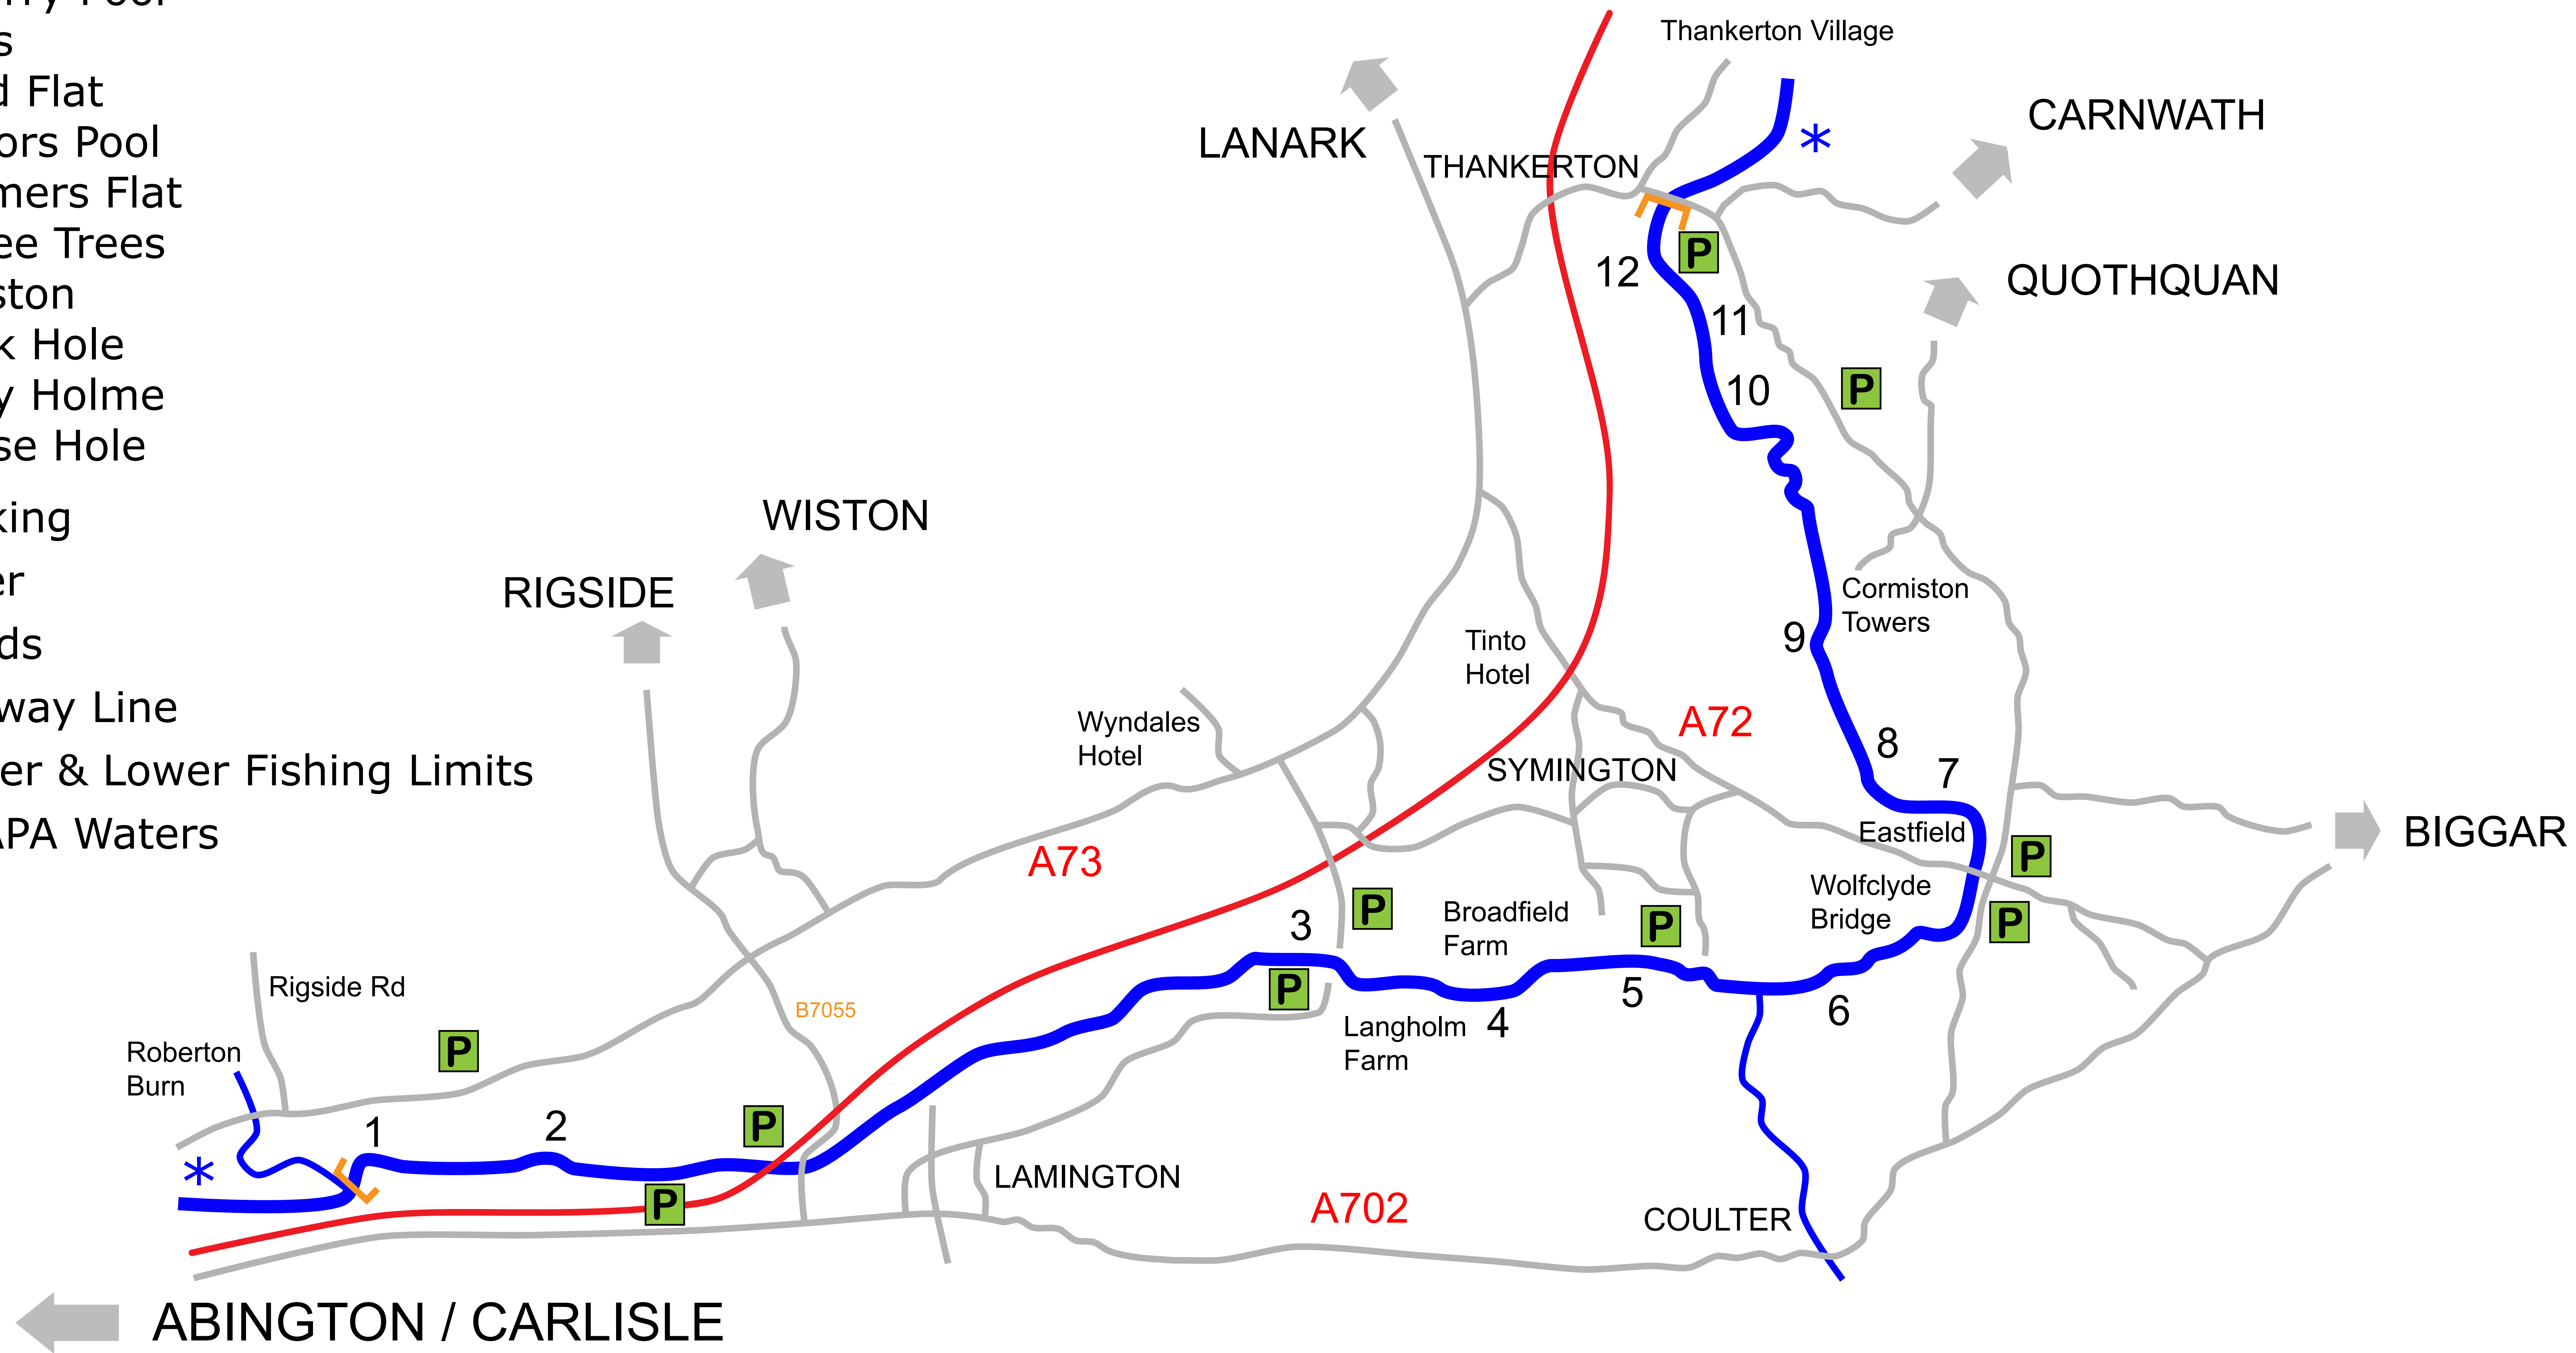 rry Pool
s
d Flat
ors Pool
mers Flat
ee Trees
ston
k Hole
y Holme
se Hole
king
er
ds
way Line
er & Lower Fishing Limits
APA Waters
Thankerton Village
LANARK
CARNWATH
*
THANKERTON
P
12
QUOTHQUAN
11
10
P
WISTON
RIGSIDE
Cormiston
Towers
9
Tinto
Hotel
A72
Wyndales
Hotel
8
7
SYMINGTON
Eastfield
BIGGAR
A73
P
Wolfclyde
Bridge
P
3
P
Broadfield
Farm
P
Rigside Rd
P
5
B7055
6
Langholm
Farm
4
Roberton
Burn
P
1
2
P
*
LAMINGTON
P
A702
COULTER
ABINGTON / CARLISLE